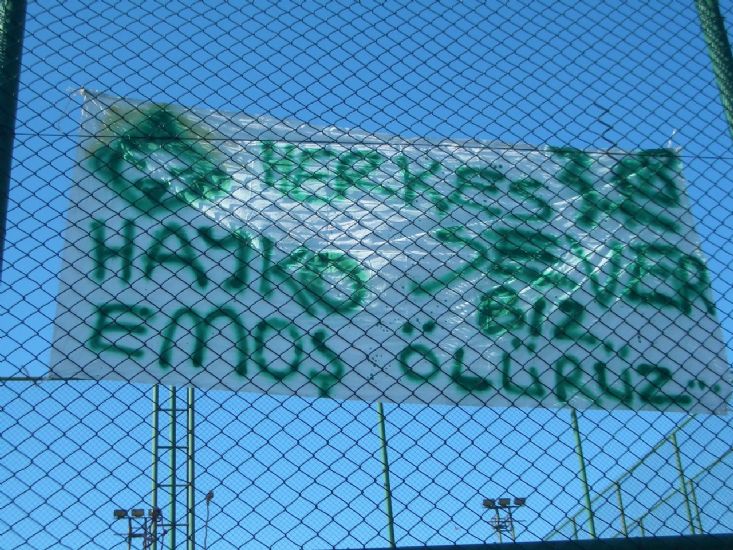 HERKES
HAYKO SEVER
BİZ
EMOŞ ÖLÜRÜZ...